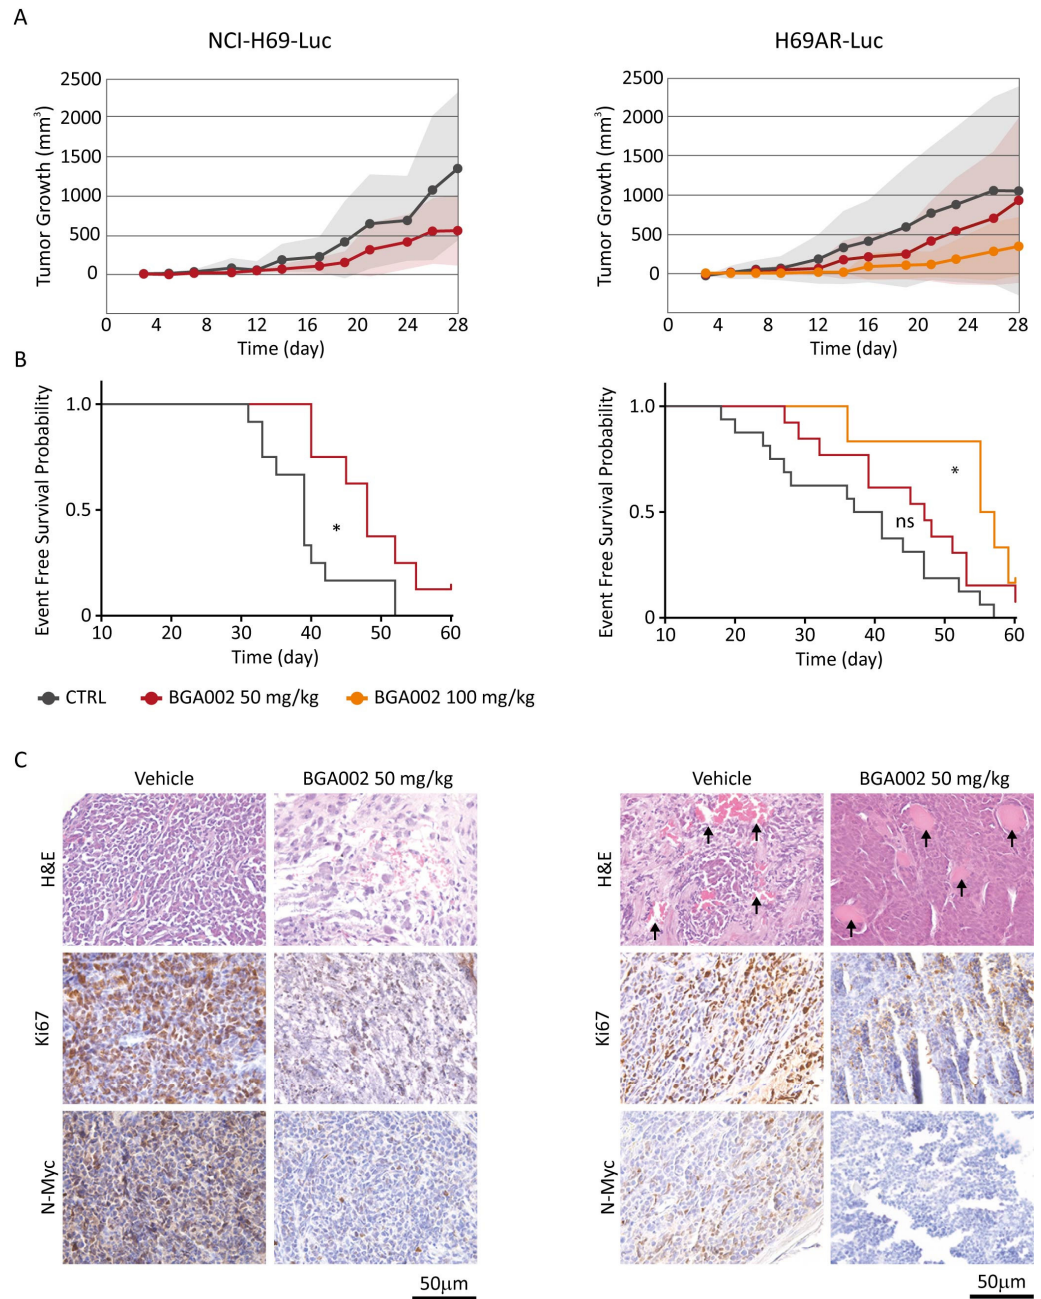 A
NCI-H69-Luc
H69AR-Luc
Tumor Growth (mm³)
2500
2000
1500
1000
500
0
0 4 8 12 16 20 24 28
Time (day)
Tumor Growth (mm³)
2500
2000
1500
1000
500
0
0 4 8 12 16 20 24 28
Time (day)
B
Event Free Survival Probability
1.0
0.5
0
*
10 20 30 40 50 60
Time (day)
Event Free Survival Probability
1.0
0.5
0
*
ns
10 20 30 40 50 60
Time (day)
CTRL BGA002 50 mg/kg BGA002 100 mg/kg
C
Vehicle BGA002 50 mg/kg
Vehicle BGA002 50 mg/kg
H&E
H&E
Ki67
Ki67
N-Myc
N-Myc
50μm
50μm